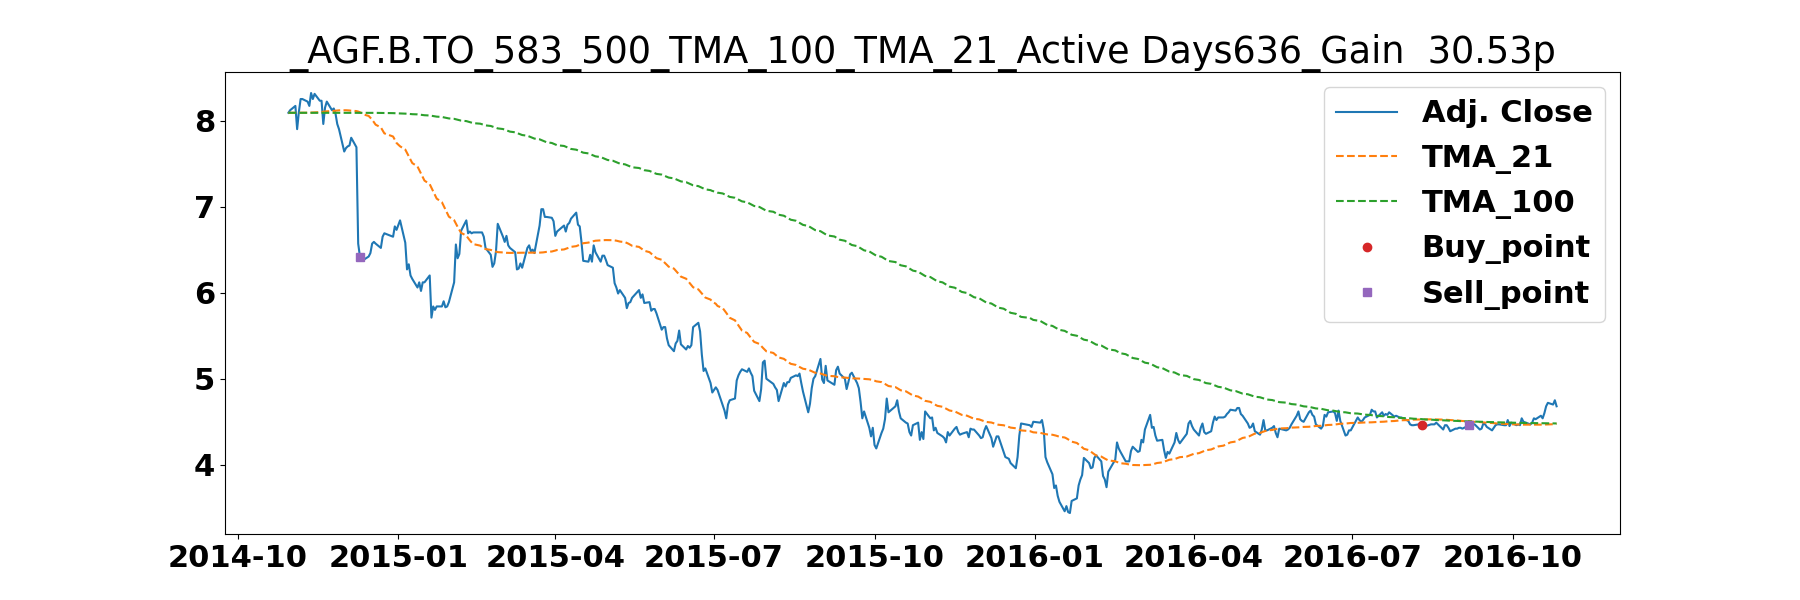 _AGF.B.TO_583_500_TMA_100_TMA_21_Active Days636_Gain  30.53p
Adj. Close
TMA_21
TMA_100
Buy_point
Sell_point
8
7
6
5
4
2014-10 2015-01 2015-04 2015-07 2015-10 2016-01 2016-04 2016-07 2016-10